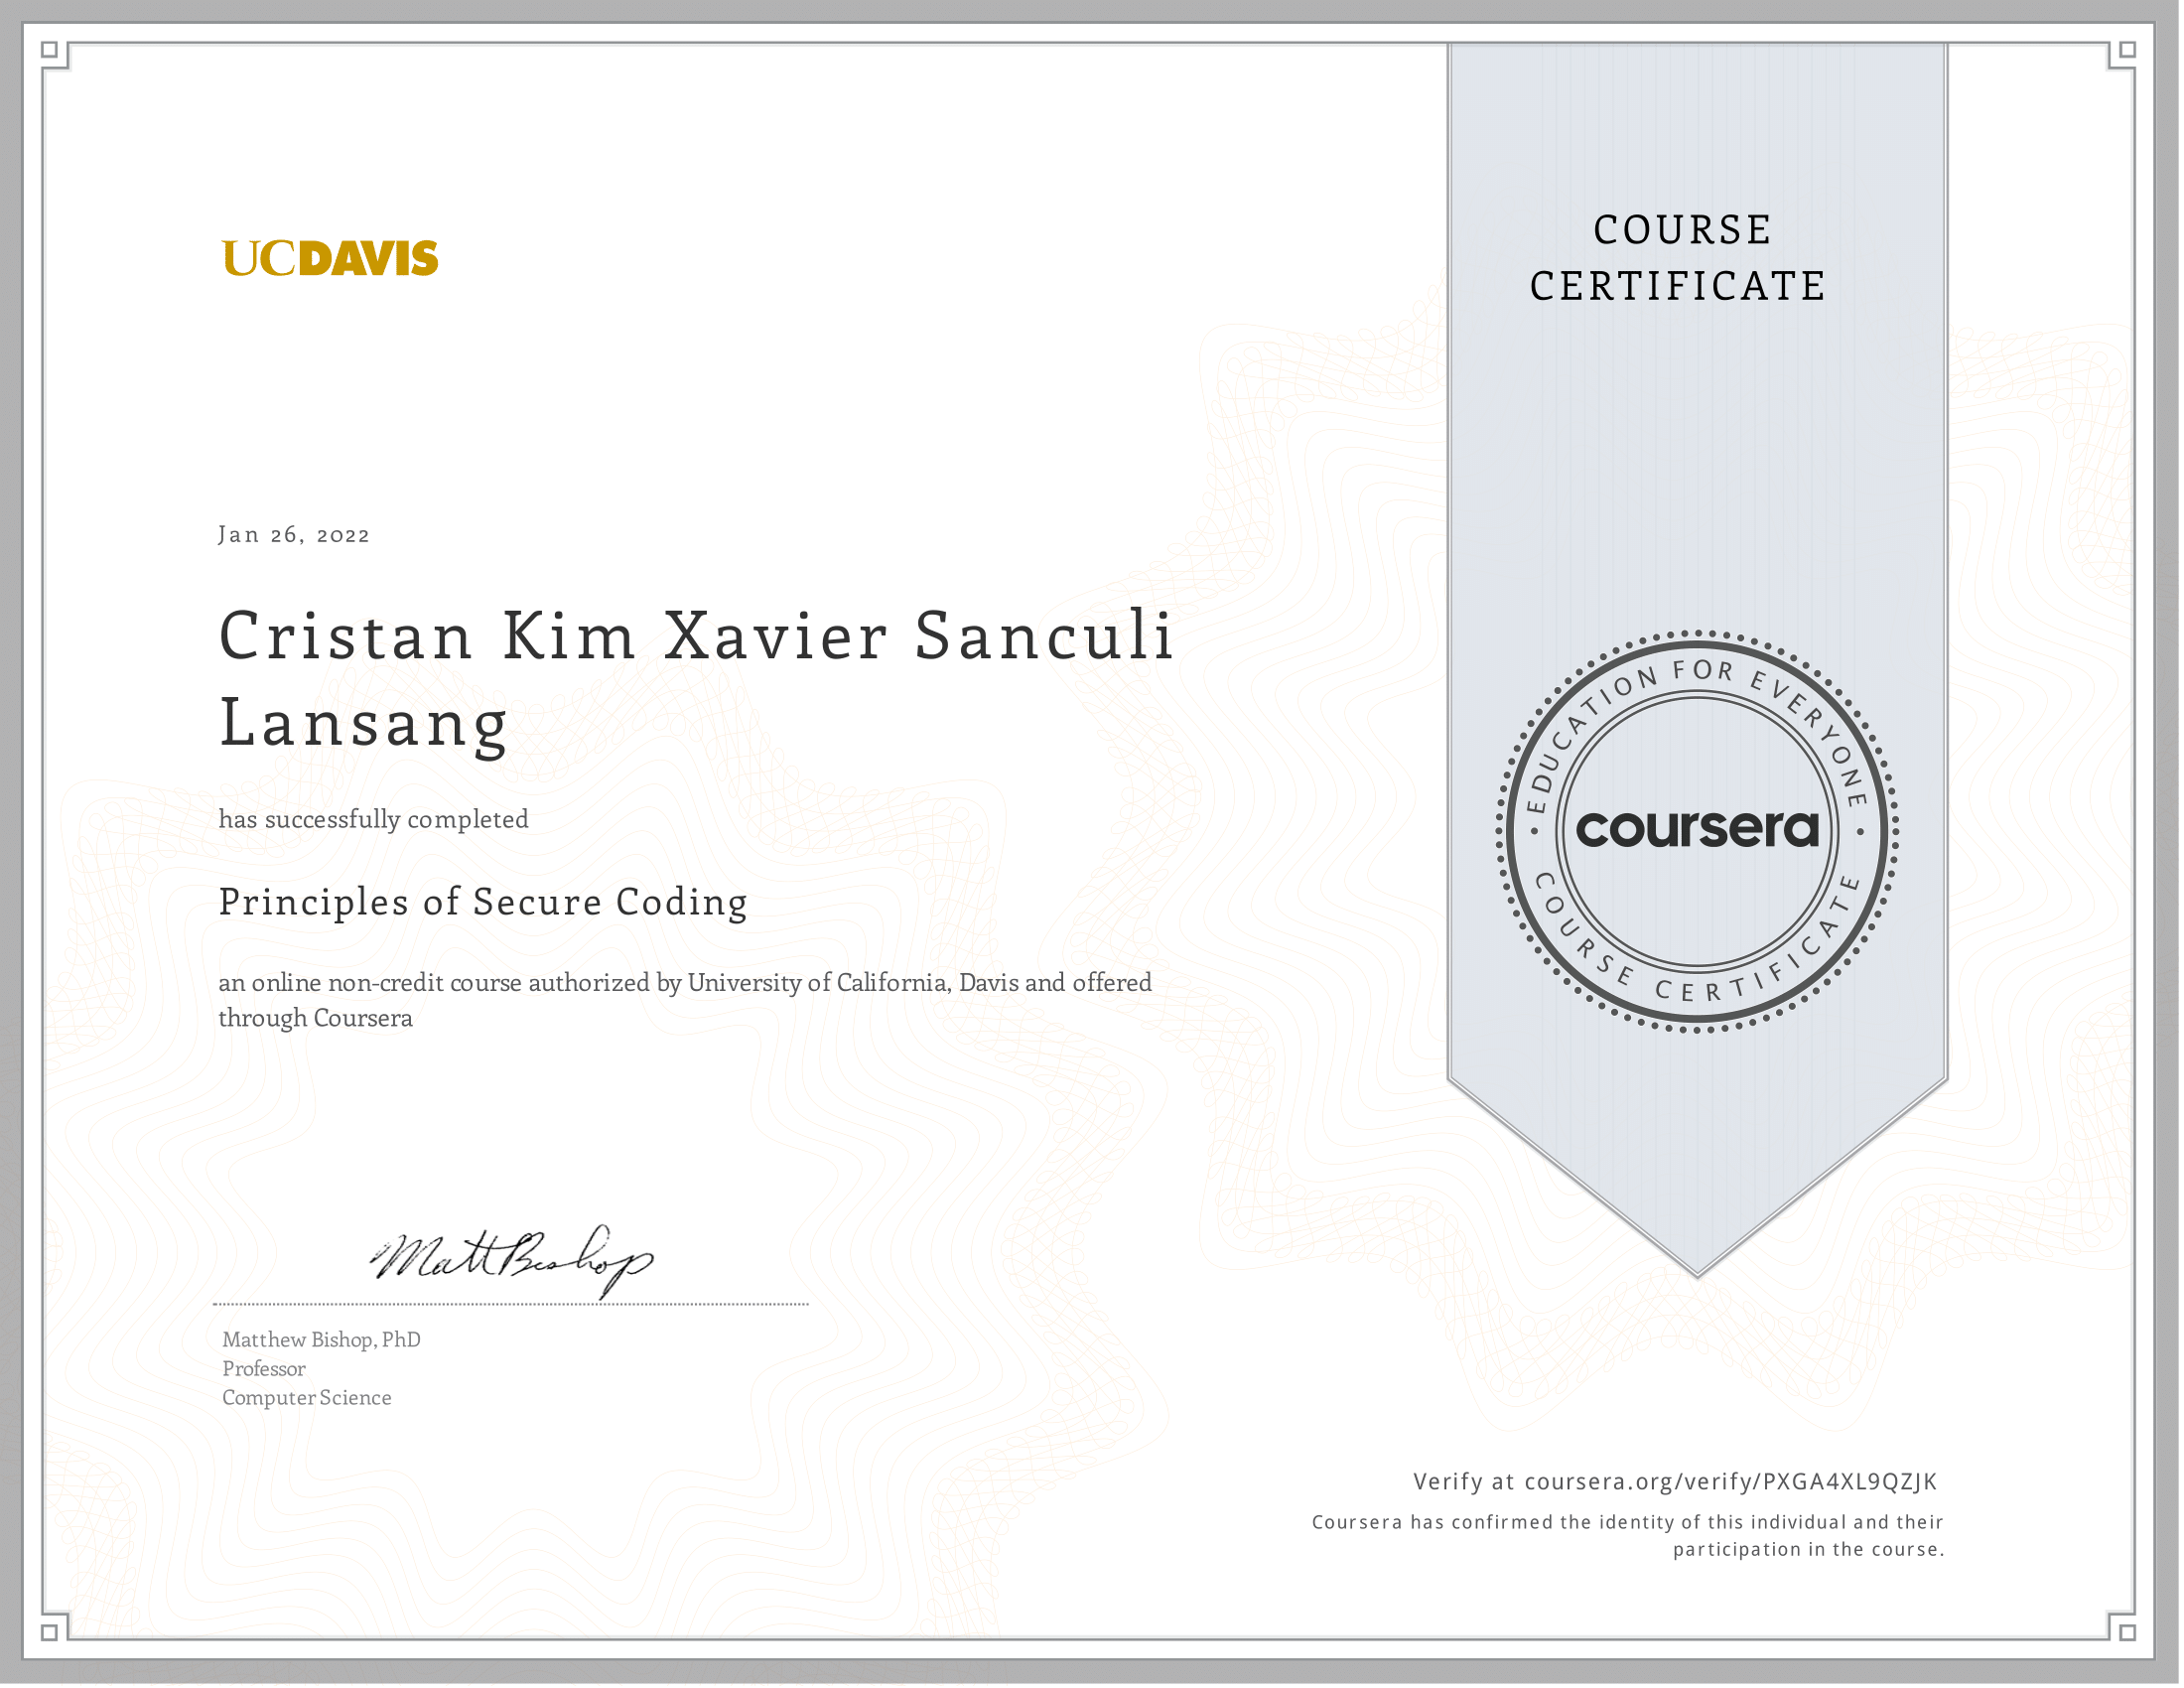 UCDAVIS
COURSE
CERTIFICATE
Jan 26, 2022
Cristan Kim Xavier Sanculi
Lansang
has successfully completed
Principles of Secure Coding
an online non-credit course authorized by University of California, Davis and offered
through Coursera
EDUCATION FOR EVERYONE
coursera
COURSE CERTIFICATE
Matt Bishop
Matthew Bishop, PhD
Professor
Computer Science
Verify at coursera.org/verify/PXGA4XL9QZJK
Coursera has confirmed the identity of this individual and their
participation in the course.